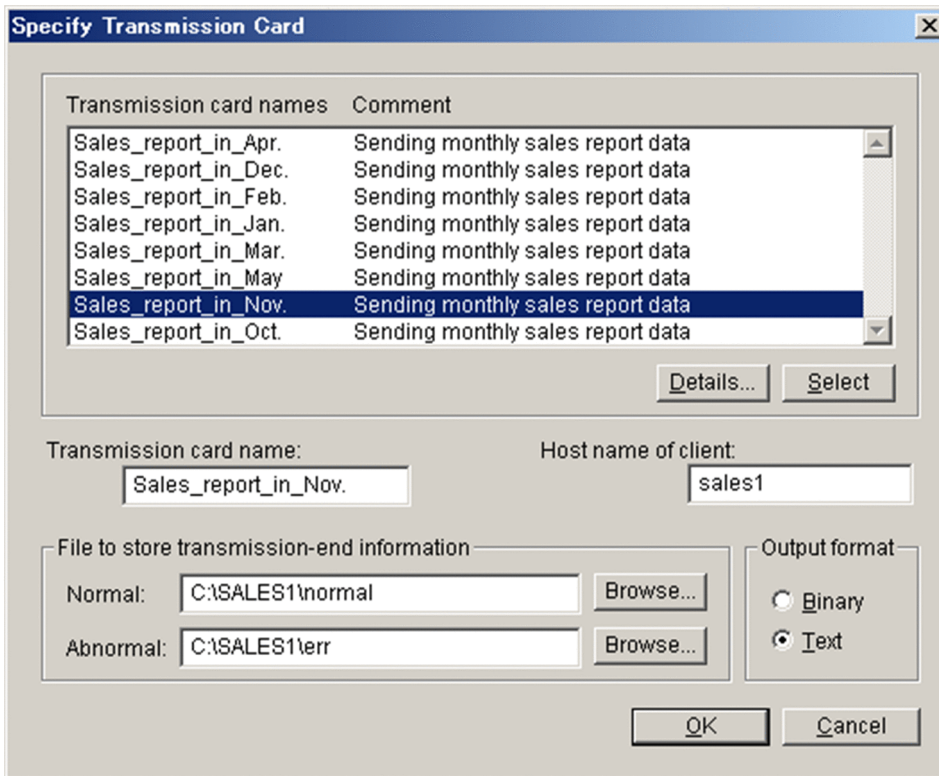 Specify Transmission Card
Transmission card names Comment
Sales_report_in_Apr. Sending monthly sales report data
Sales_report_in_Dec. Sending monthly sales report data
Sales_report_in_Feb. Sending monthly sales report data
Sales_report_in_Jan. Sending monthly sales report data
Sales_report_in_Mar. Sending monthly sales report data
Sales_report_in_May Sending monthly sales report data
Sales_report_in_Nov. Sending monthly sales report data
Sales_report_in_Oct. Sending monthly sales report data
Details... Select
Transmission card name: Host name of client:
Sales_report_in_Nov. sales1
File to store transmission-end information Output format
Normal: C:\SALES1\normal Browse... Binary
Abnormal: C:\SALES1\err Browse... Text
OK Cancel